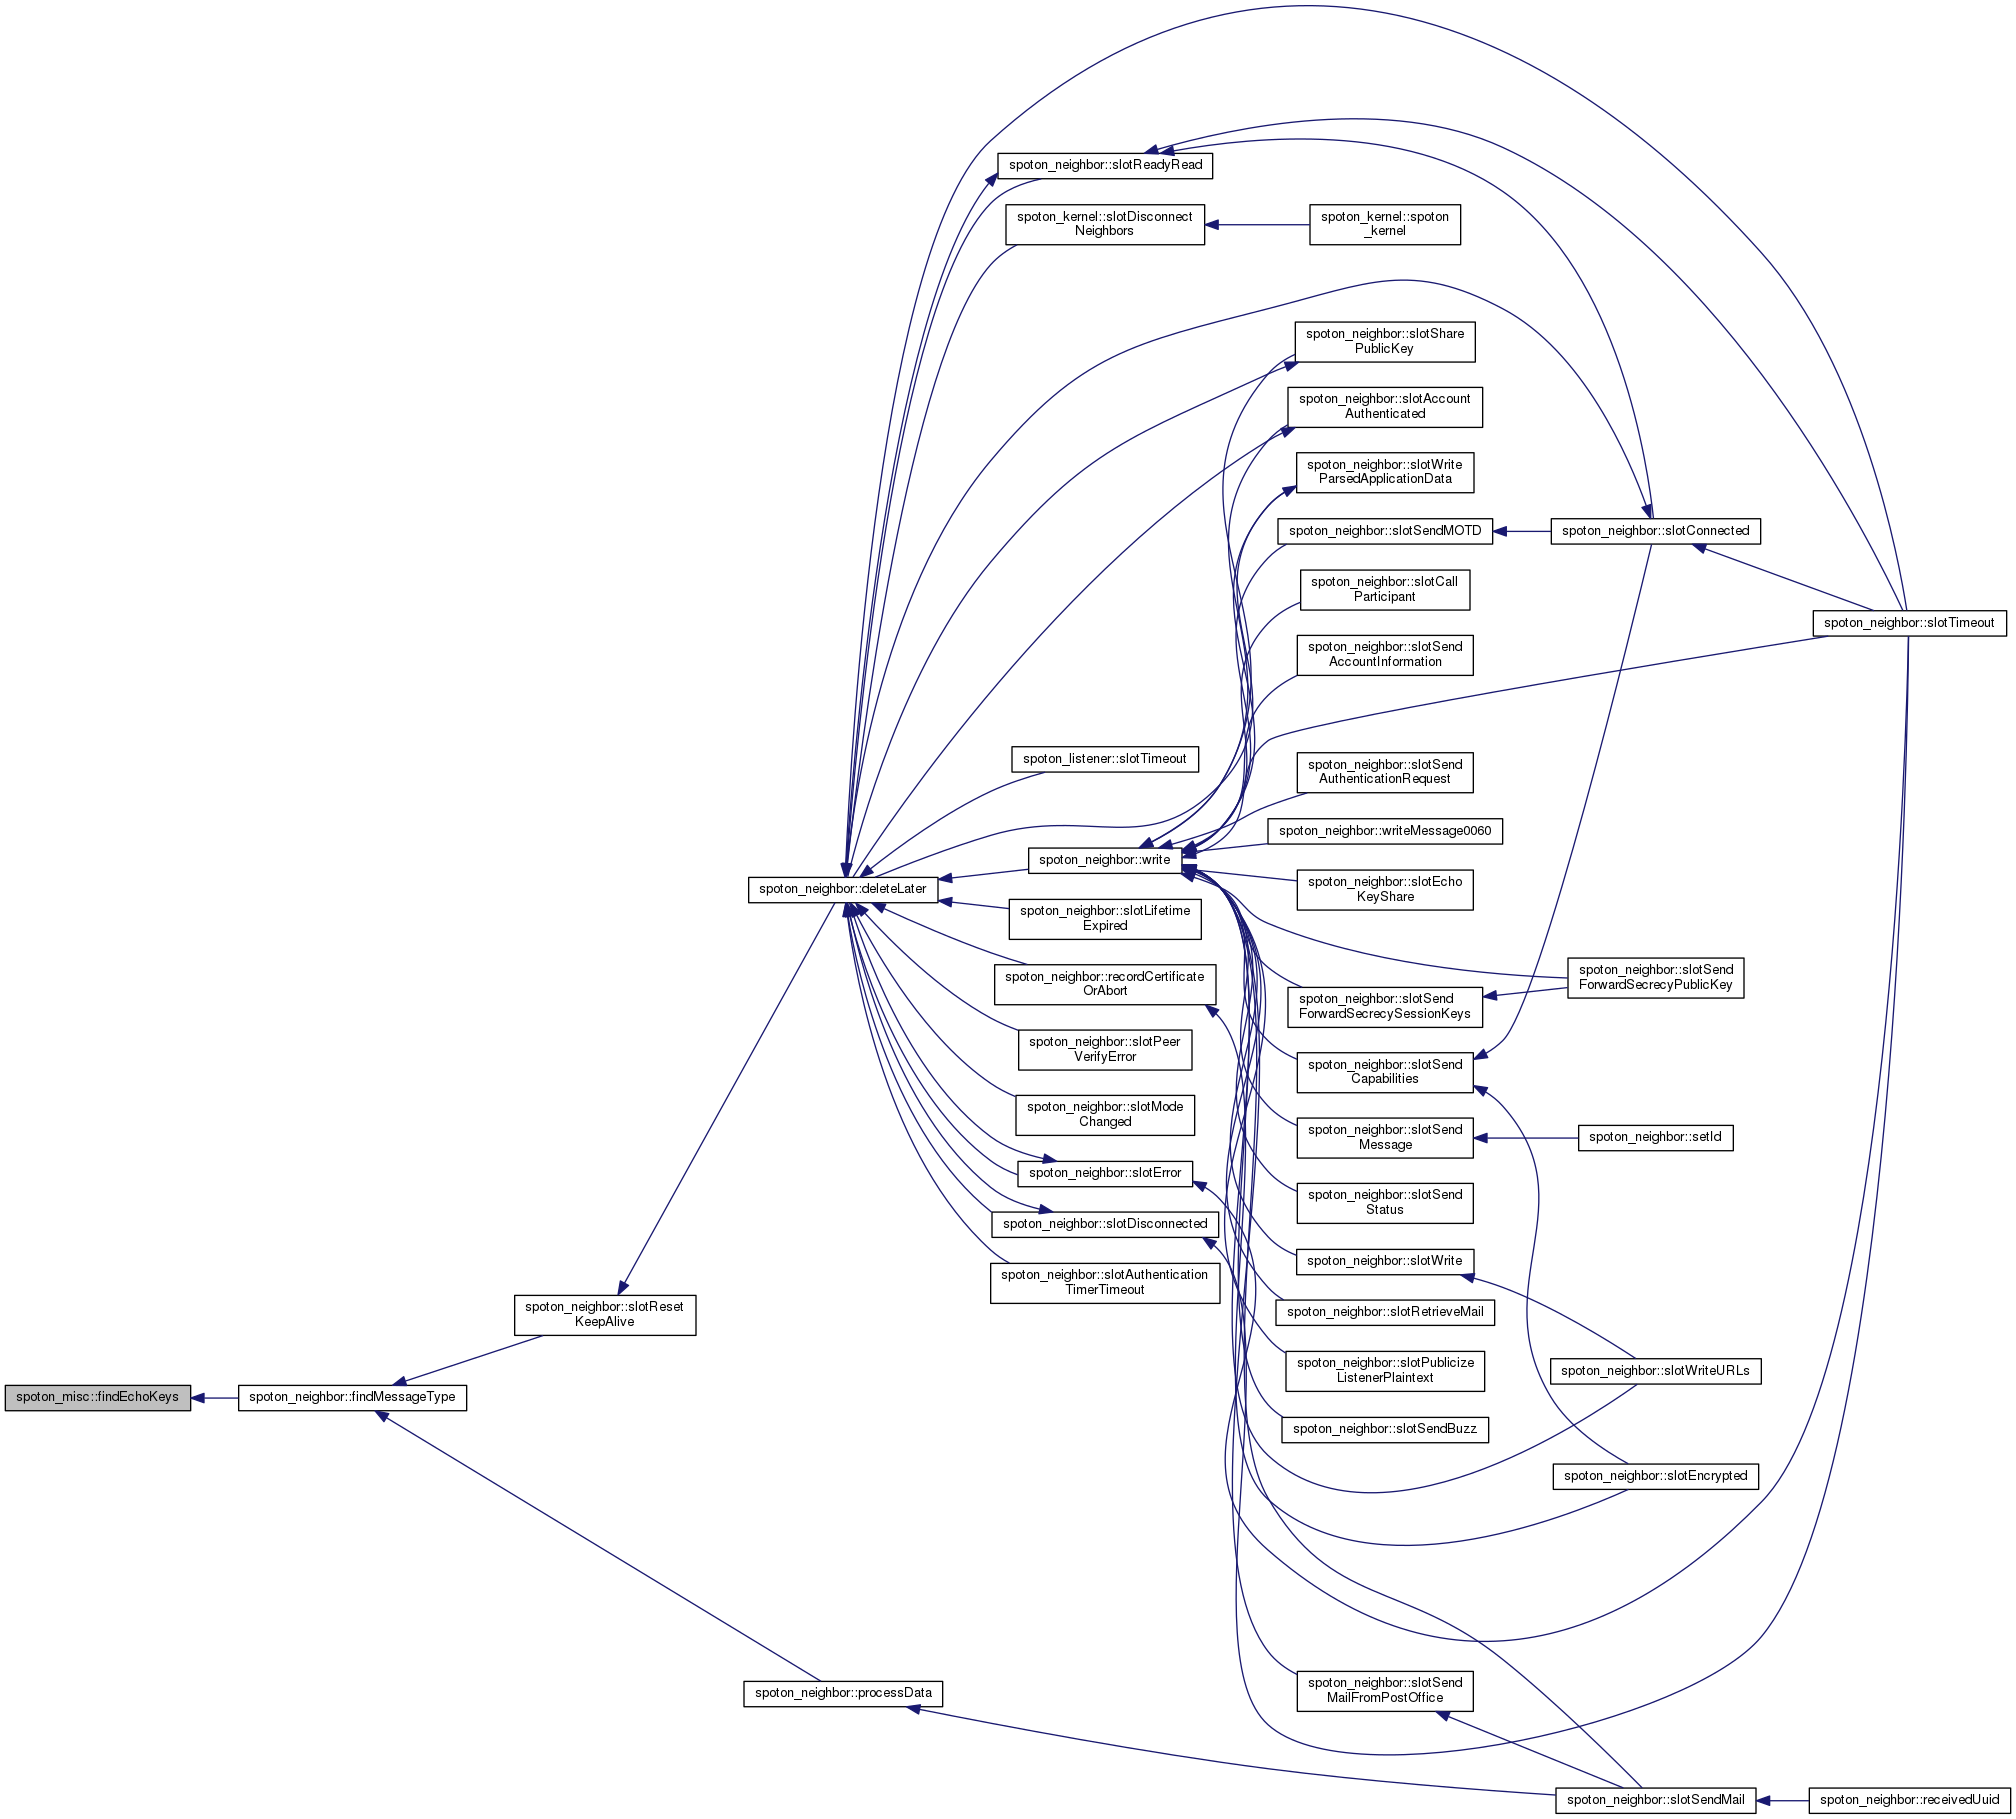 spoton_neighbor::slotReadyRead
spoton_kernel::slotDisconnect
Neighbors
spoton_kernel::spoton
_kernel
spoton_neighbor::slotShare
PublicKey
spoton_neighbor::slotAccount
Authenticated
spoton_neighbor::slotWrite
ParsedApplicationData
spoton_neighbor::slotSendMOTD
spoton_neighbor::slotConnected
spoton_neighbor::slotCall
Participant
spoton_neighbor::slotTimeout
spoton_neighbor::slotSend
AccountInformation
spoton_listener::slotTimeout
spoton_neighbor::slotSend
AuthenticationRequest
spoton_neighbor::writeMessage0060
spoton_neighbor::write
spoton_neighbor::deleteLater
spoton_neighbor::slotEcho
KeyShare
spoton_neighbor::slotLifetime
Expired
spoton_neighbor::recordCertificate
OrAbort
spoton_neighbor::slotSend
ForwardSecrecyPublicKey
spoton_neighbor::slotSend
ForwardSecrecySessionKeys
spoton_neighbor::slotPeer
VerifyError
spoton_neighbor::slotSend
Capabilities
spoton_neighbor::slotMode
Changed
spoton_neighbor::slotSend
Message
spoton_neighbor::setId
spoton_neighbor::slotError
spoton_neighbor::slotSend
Status
spoton_neighbor::slotDisconnected
spoton_neighbor::slotWrite
spoton_neighbor::slotAuthentication
TimerTimeout
spoton_neighbor::slotReset
KeepAlive
spoton_neighbor::slotRetrieveMail
spoton_neighbor::slotPublicize
ListenerPlaintext
spoton_neighbor::slotWriteURLs
spoton_misc::findEchoKeys
spoton_neighbor::findMessageType
spoton_neighbor::slotSendBuzz
spoton_neighbor::slotEncrypted
spoton_neighbor::processData
spoton_neighbor::slotSend
MailFromPostOffice
spoton_neighbor::slotSendMail
spoton_neighbor::receivedUuid